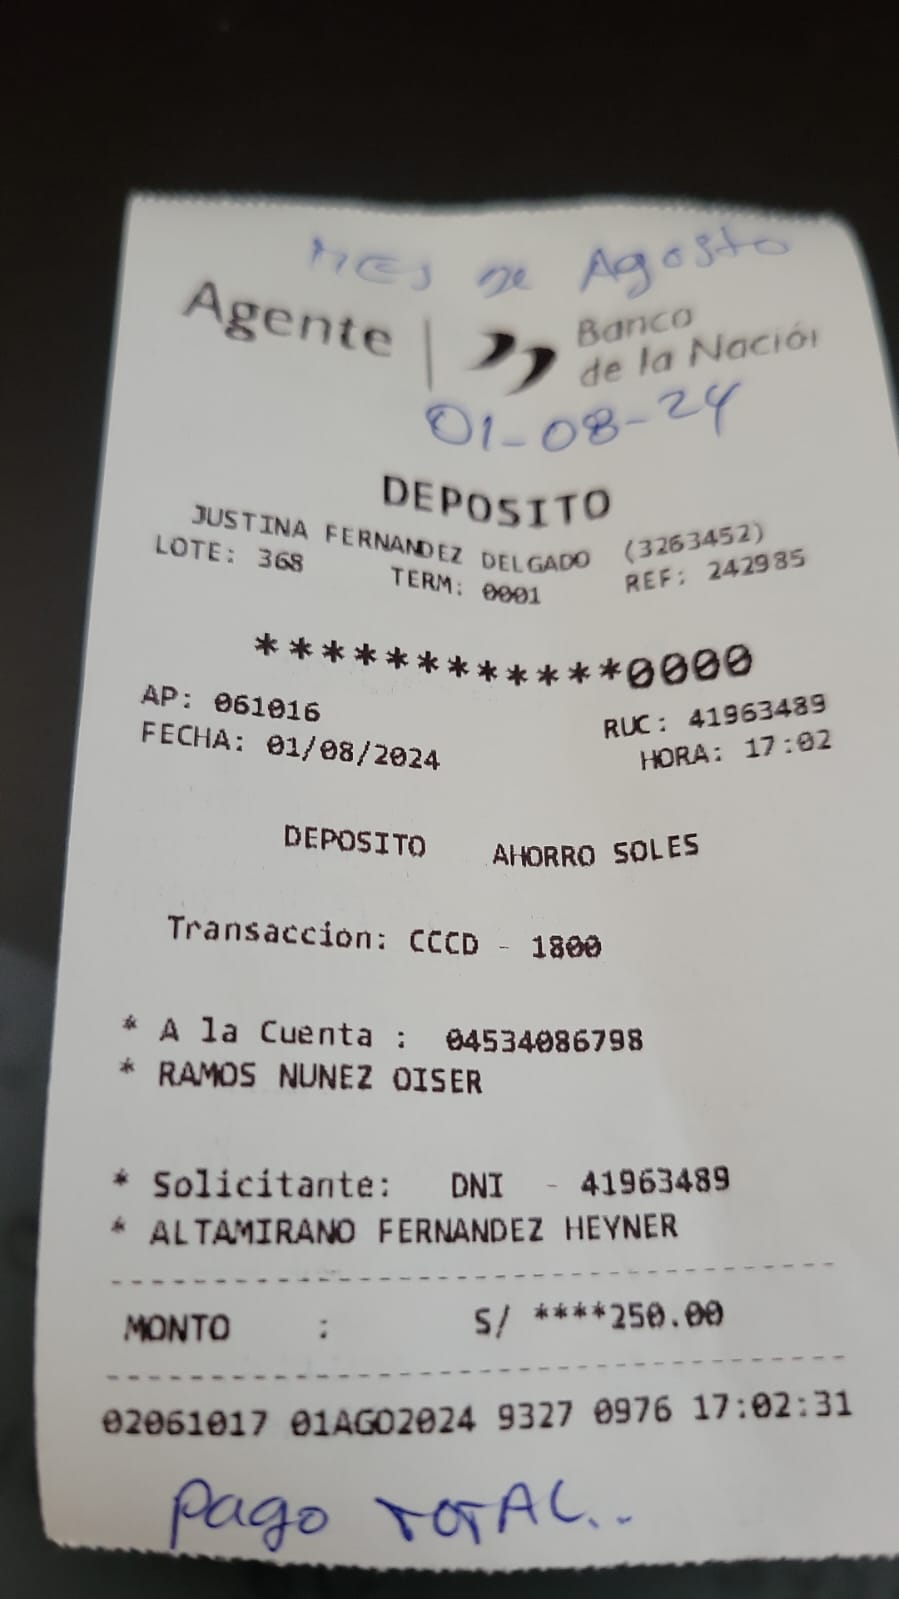 mes de Agosto
Agente | Banco de la Nación
01-08-24
DEPOSITO
JUSTINA FERNANDEZ DELGADO (3263452)
LOTE: 368 TERM: 0001 REF: 242985
************0000
AP: 061016 RUC: 41963489
FECHA: 01/08/2024 HORA: 17:02
DEPOSITO AHORRO SOLES
Transaccion: CCCD - 1800
* A la Cuenta : 04534086798
* RAMOS NUNEZ OISER
* Solicitante: DNI - 41963489
* ALTAMIRANO FERNANDEZ HEYNER
MONTO : S/ ****250.00
02061017 01AGO2024 9327 0976 17:02:31
Pago TOTAL..